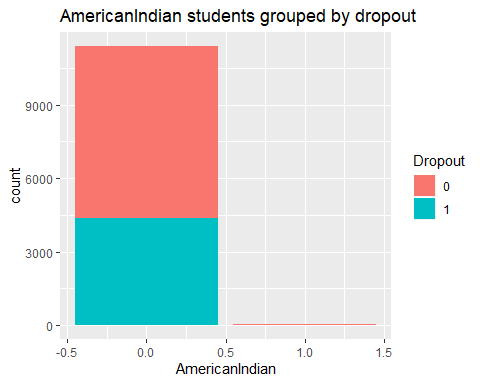 AmericanIndian students grouped by dropout
count
9000
6000
3000
0
-0.5
0.0
0.5
1.0
1.5
AmericanIndian
Dropout
0
1